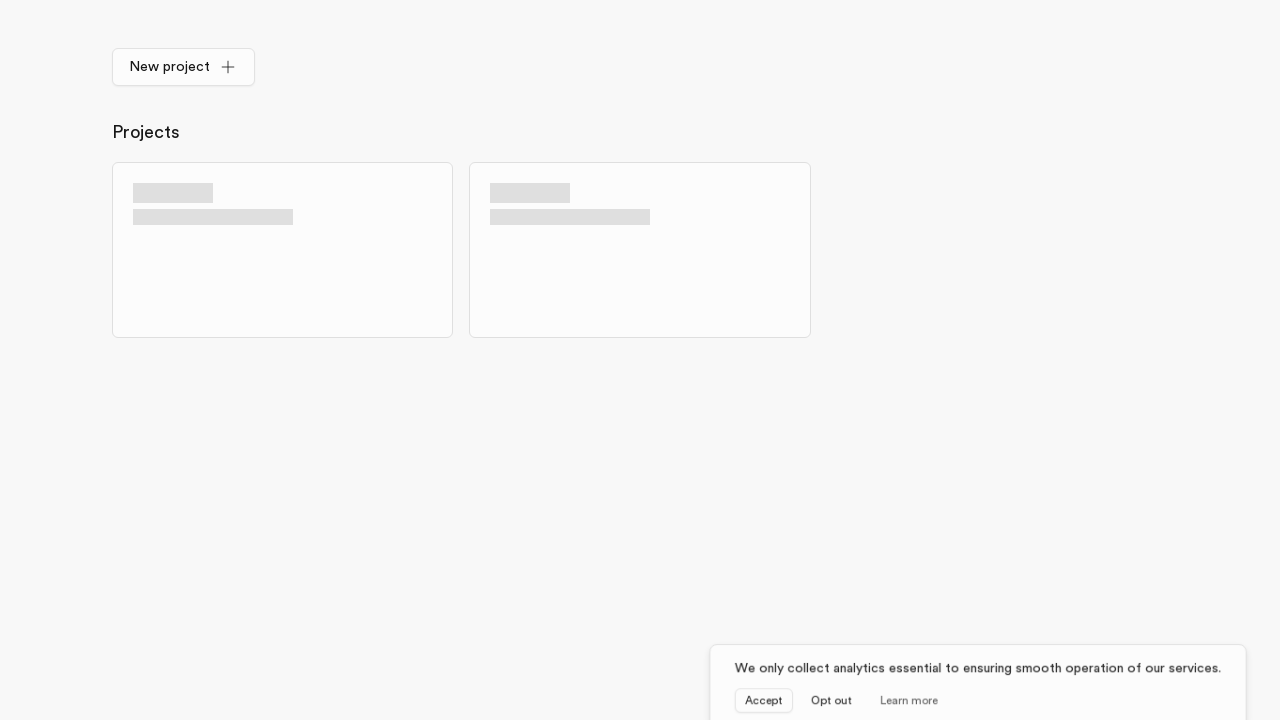 New project
Projects
We only collect analytics essential to ensuring smooth operation of our services.
Accept Opt out Learn more